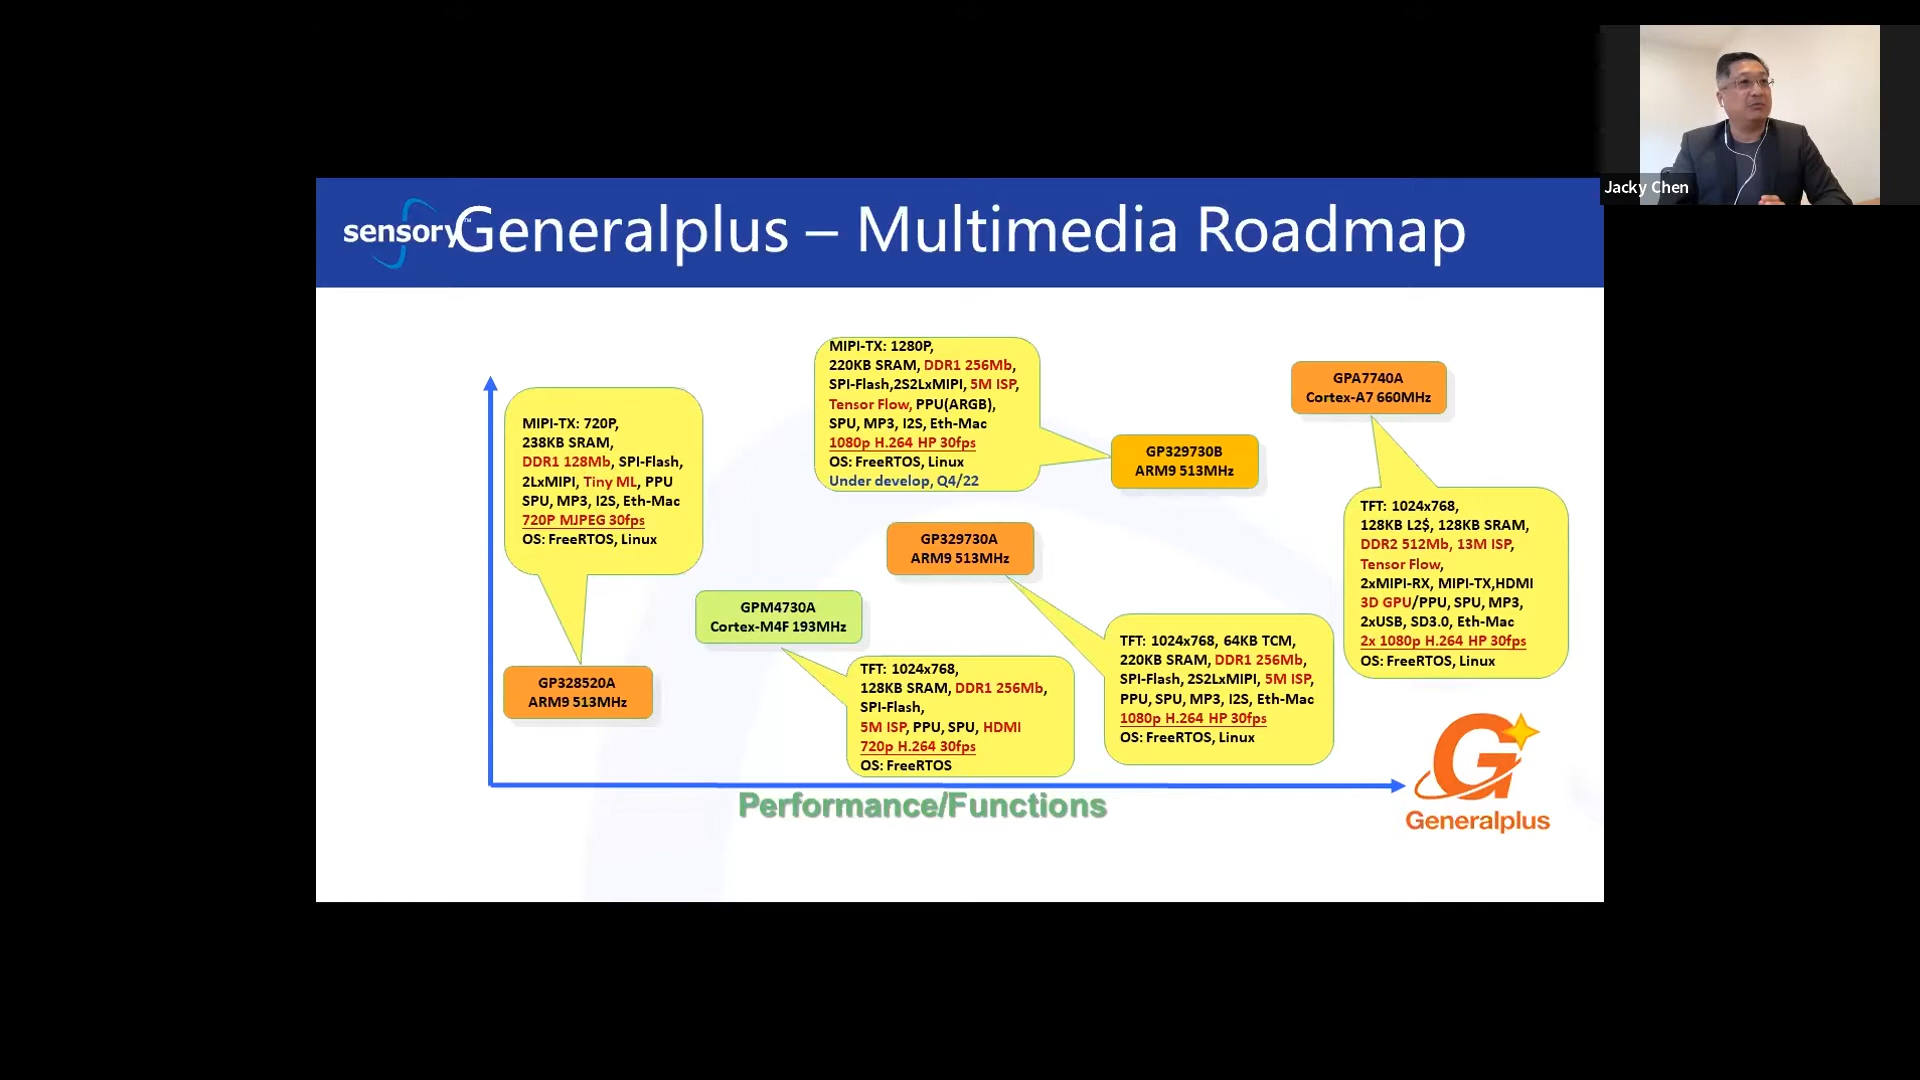 Jacky Chen
sensory™
Generalplus – Multimedia Roadmap
MIPI-TX: 720P,
238KB SRAM,
DDR1 128Mb, SPI-Flash,
2LxMIPI, Tiny ML, PPU
SPU, MP3, I2S, Eth-Mac
720P MJPEG 30fps
OS: FreeRTOS, Linux
GP328520A
ARM9 513MHz
GPM4730A
Cortex-M4F 193MHz
TFT: 1024x768,
128KB SRAM, DDR1 256Mb,
SPI-Flash,
5M ISP, PPU, SPU, HDMI
720p H.264 30fps
OS: FreeRTOS
MIPI-TX: 1280P,
220KB SRAM, DDR1 256Mb,
SPI-Flash,2S2LxMIPI, 5M ISP,
Tensor Flow, PPU(ARGB),
SPU, MP3, I2S, Eth-Mac
1080p H.264 HP 30fps
OS: FreeRTOS, Linux
Under develop, Q4/22
GP329730B
ARM9 513MHz
GP329730A
ARM9 513MHz
TFT: 1024x768, 64KB TCM,
220KB SRAM, DDR1 256Mb,
SPI-Flash, 2S2LxMIPI, 5M ISP,
PPU, SPU, MP3, I2S, Eth-Mac
1080p H.264 HP 30fps
OS: FreeRTOS, Linux
GPA7740A
Cortex-A7 660MHz
TFT: 1024x768,
128KB L2$, 128KB SRAM,
DDR2 512Mb, 13M ISP,
Tensor Flow,
2xMIPI-RX, MIPI-TX,HDMI
3D GPU/PPU, SPU, MP3,
2xUSB, SD3.0, Eth-Mac
2x 1080p H.264 HP 30fps
OS: FreeRTOS, Linux
Performance/Functions
Generalplus